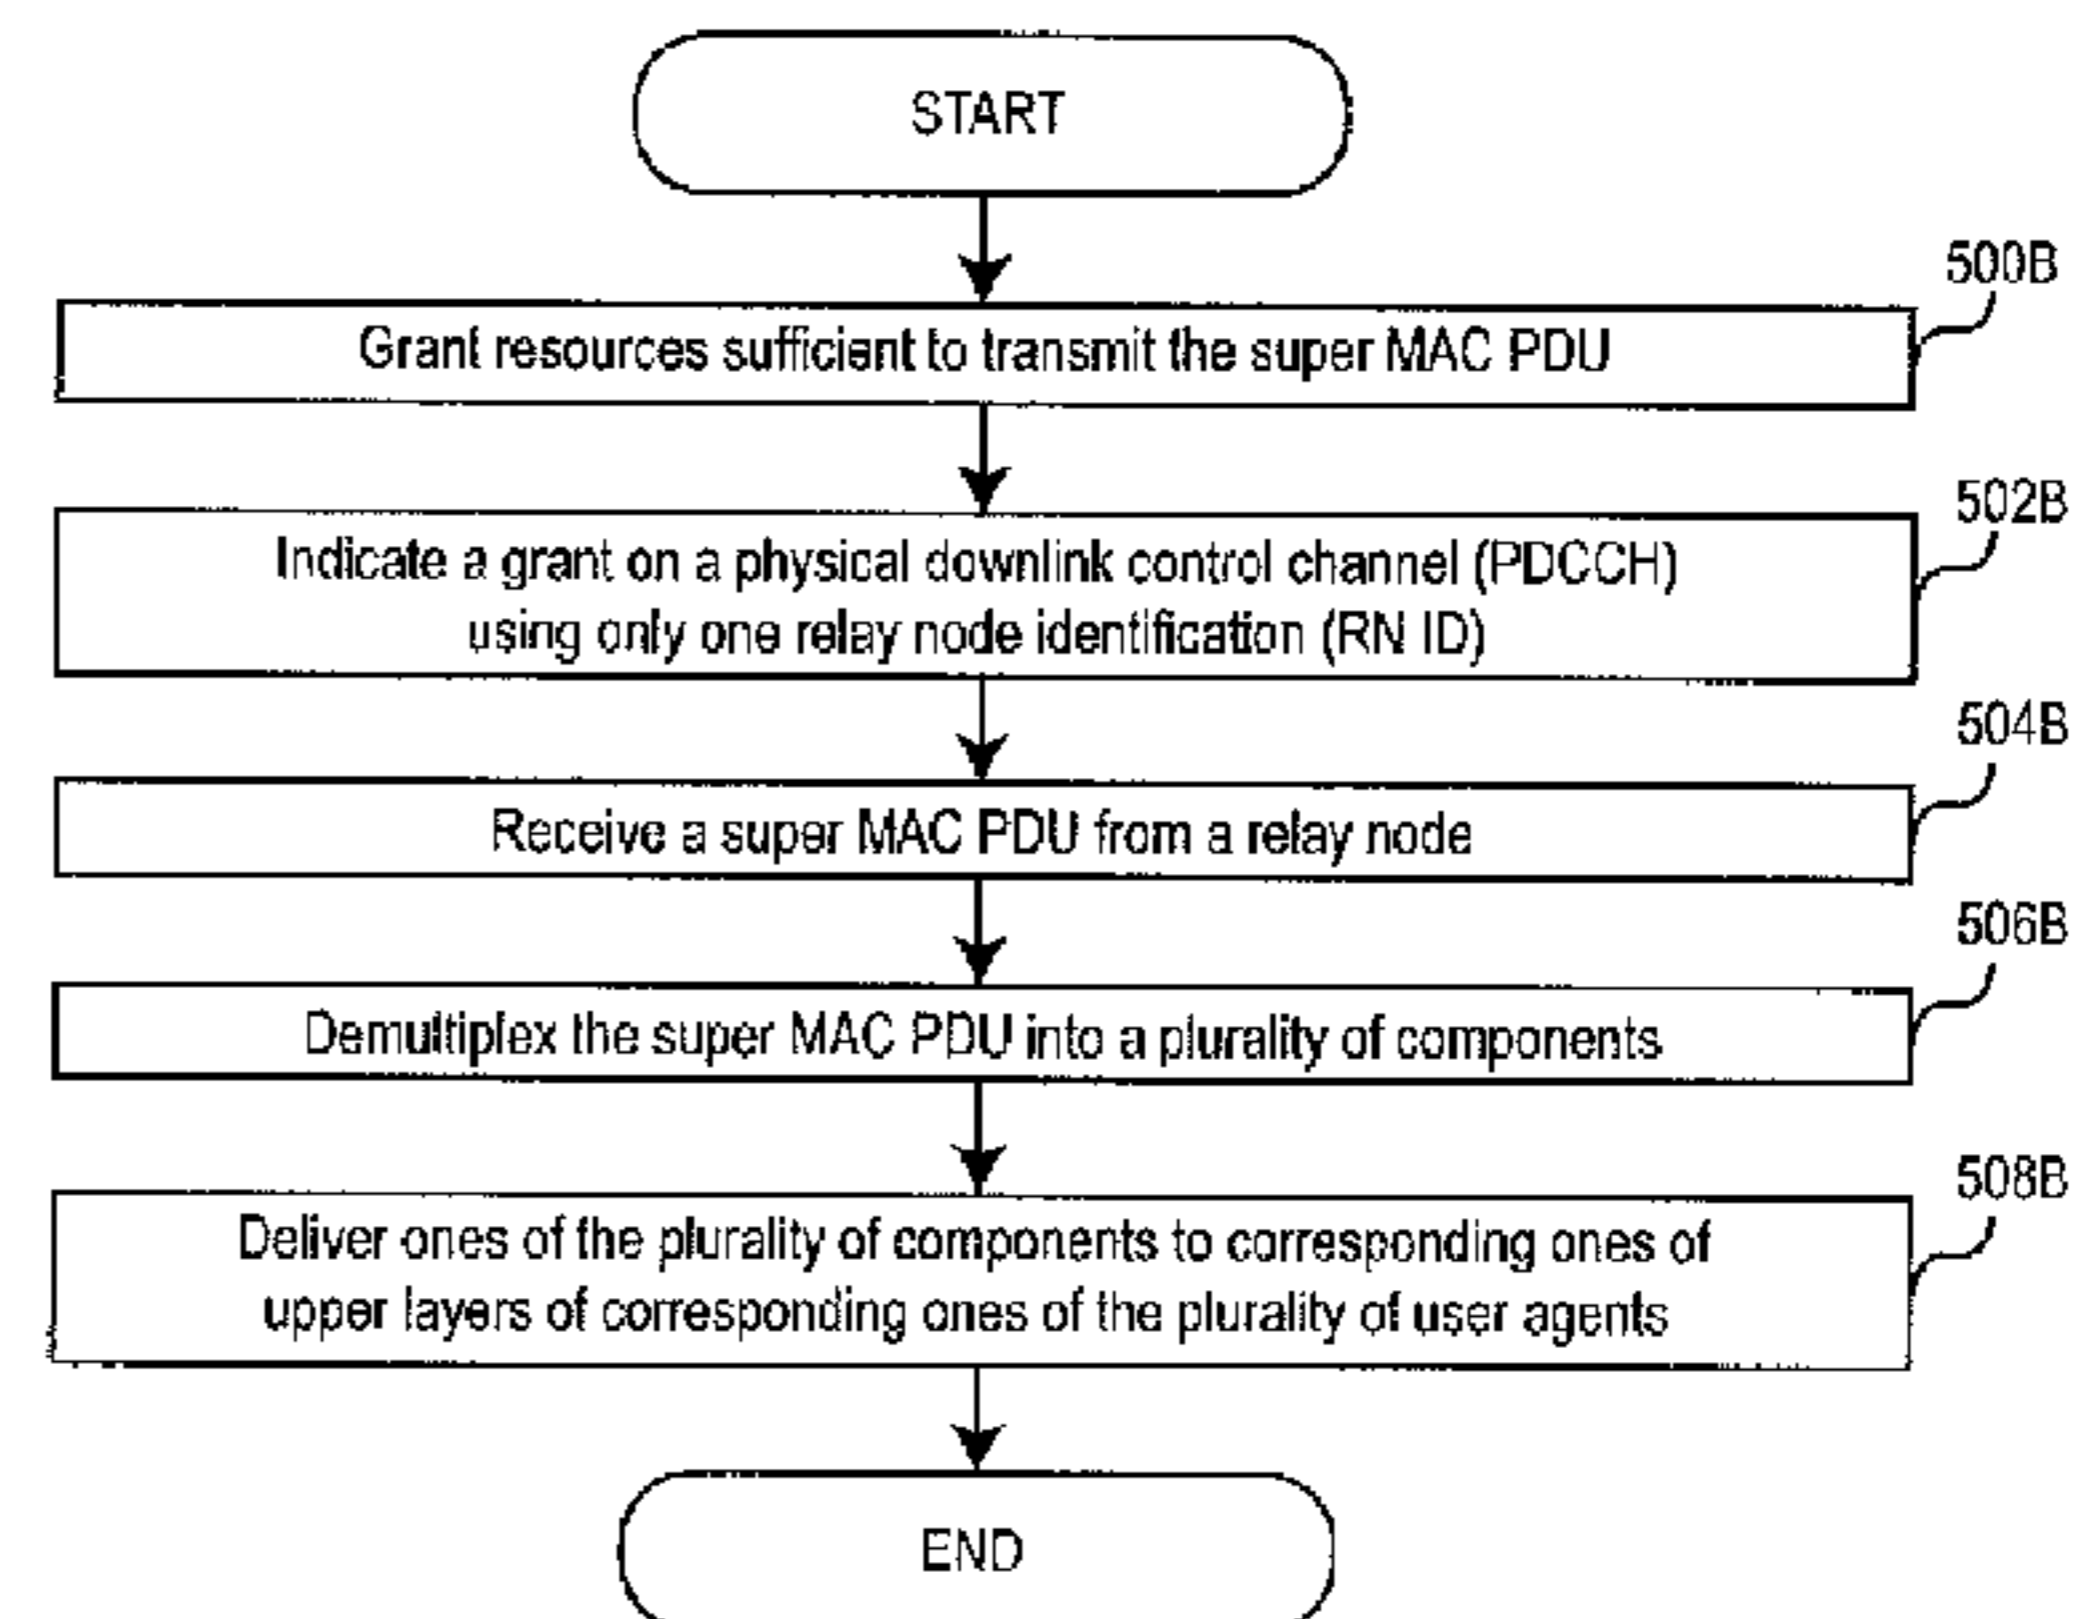 START
500B
Grant resources sufficient to transmit the super MAC PDU
502B
Indicate a grant on a physical downlink control channel (PDCCH)
using only one relay node identification (RN ID)
504B
Receive a super MAC PDU from a relay node
506B
Demultiplex the super MAC PDU into a plurality of components
508B
Deliver ones of the plurality of components to corresponding ones of
upper layers of corresponding ones of the plurality of user agents
END